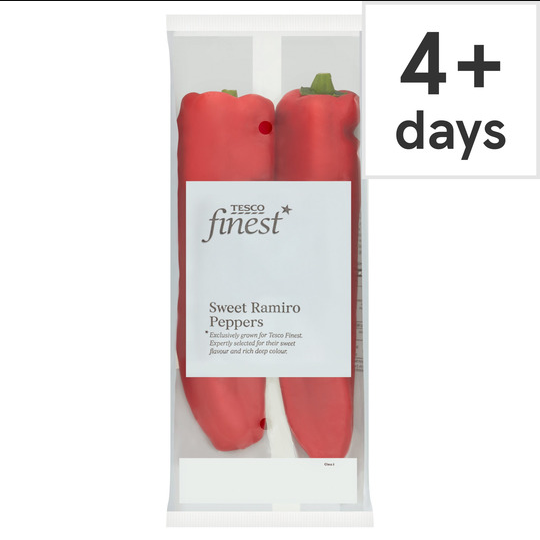 4+
days
TESCO
finest*
Sweet Ramiro
Peppers
*Exclusively grown for Tesco Finest.
Expertly selected for their sweet
flavour and rich deep colour.